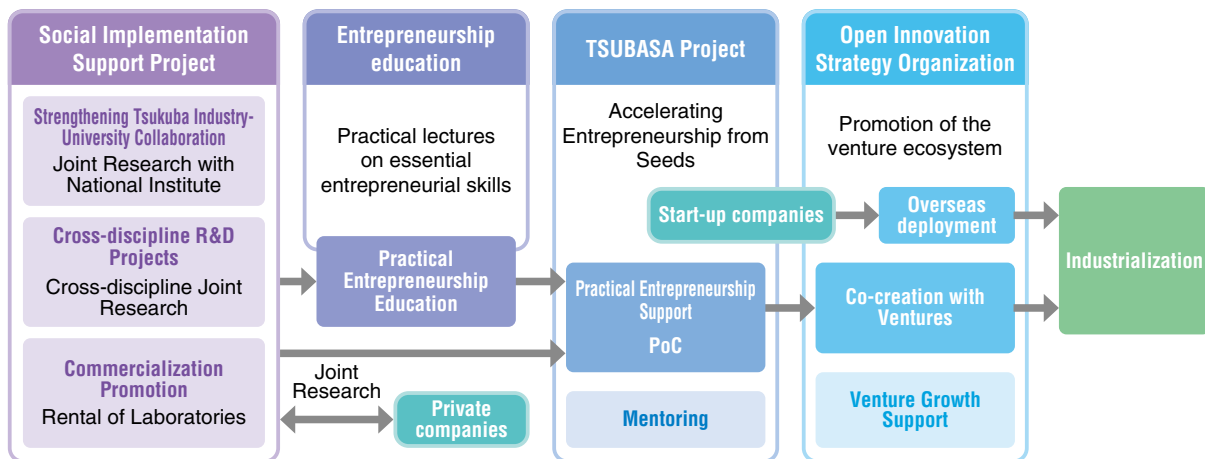 Social Implementation
Support Project
Strengthening Tsukuba Industry-
University Collaboration
Joint Research with
National Institute
Cross-discipline R&D
Projects
Cross-discipline Joint
Research
Commercialization
Promotion
Rental of Laboratories
Joint
Research
Private
companies
Entrepreneurship
education
Practical lectures
on essential
entrepreneurial skills
Practical
Entrepreneurship
Education
TSUBASA Project
Accelerating
Entrepreneurship from
Seeds
Start-up companies
Practical Entrepreneurship
Support
PoC
Mentoring
Open Innovation
Strategy Organization
Promotion of the
venture ecosystem
Overseas
deployment
Co-creation with
Ventures
Venture Growth
Support
Industrialization